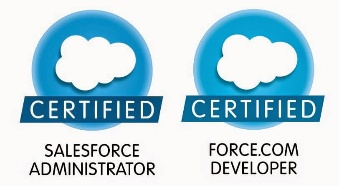 CERTIFIED
SALESFORCE
ADMINISTRATOR
CERTIFIED
FORCE.COM
DEVELOPER